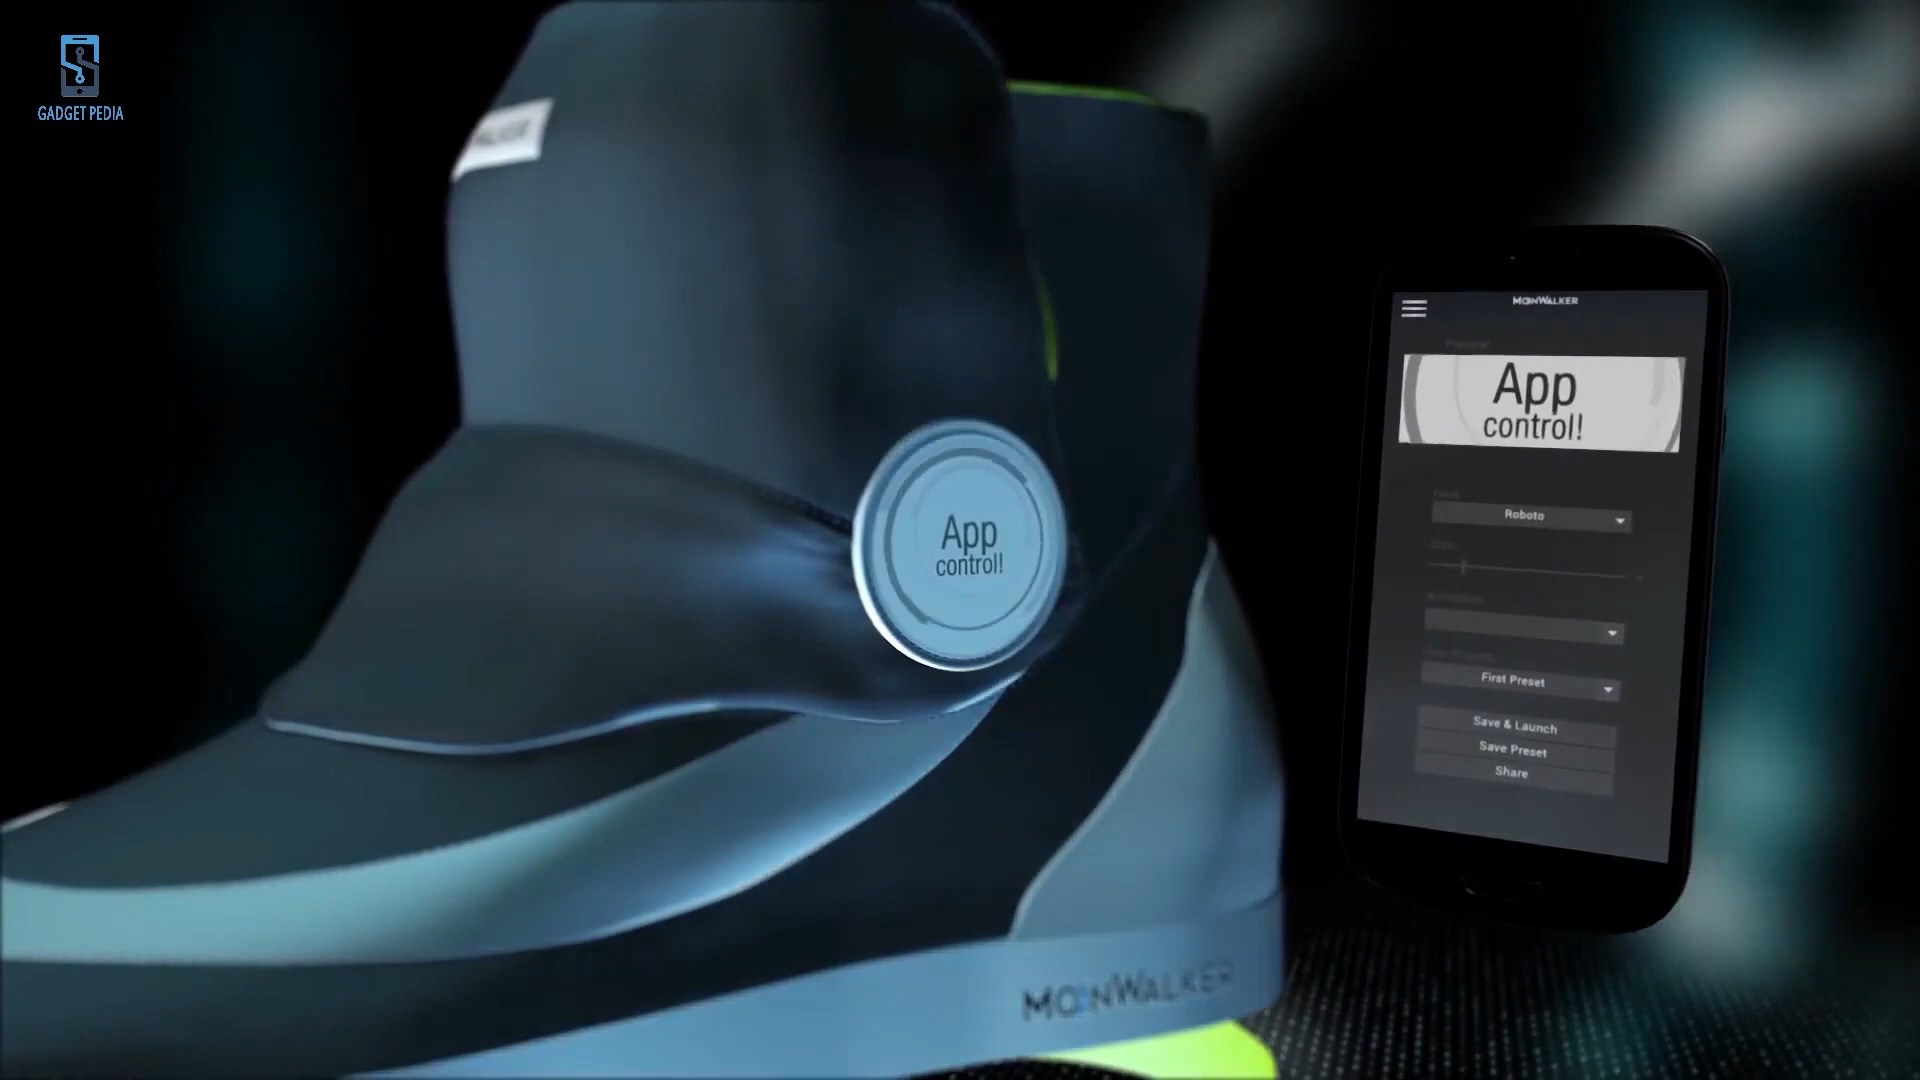 GADGET PEDIA
App
control!
MOONWALKER
MOONWALKER
App
control!
Roboto
First Preset
Save & Launch
Save Preset
Share